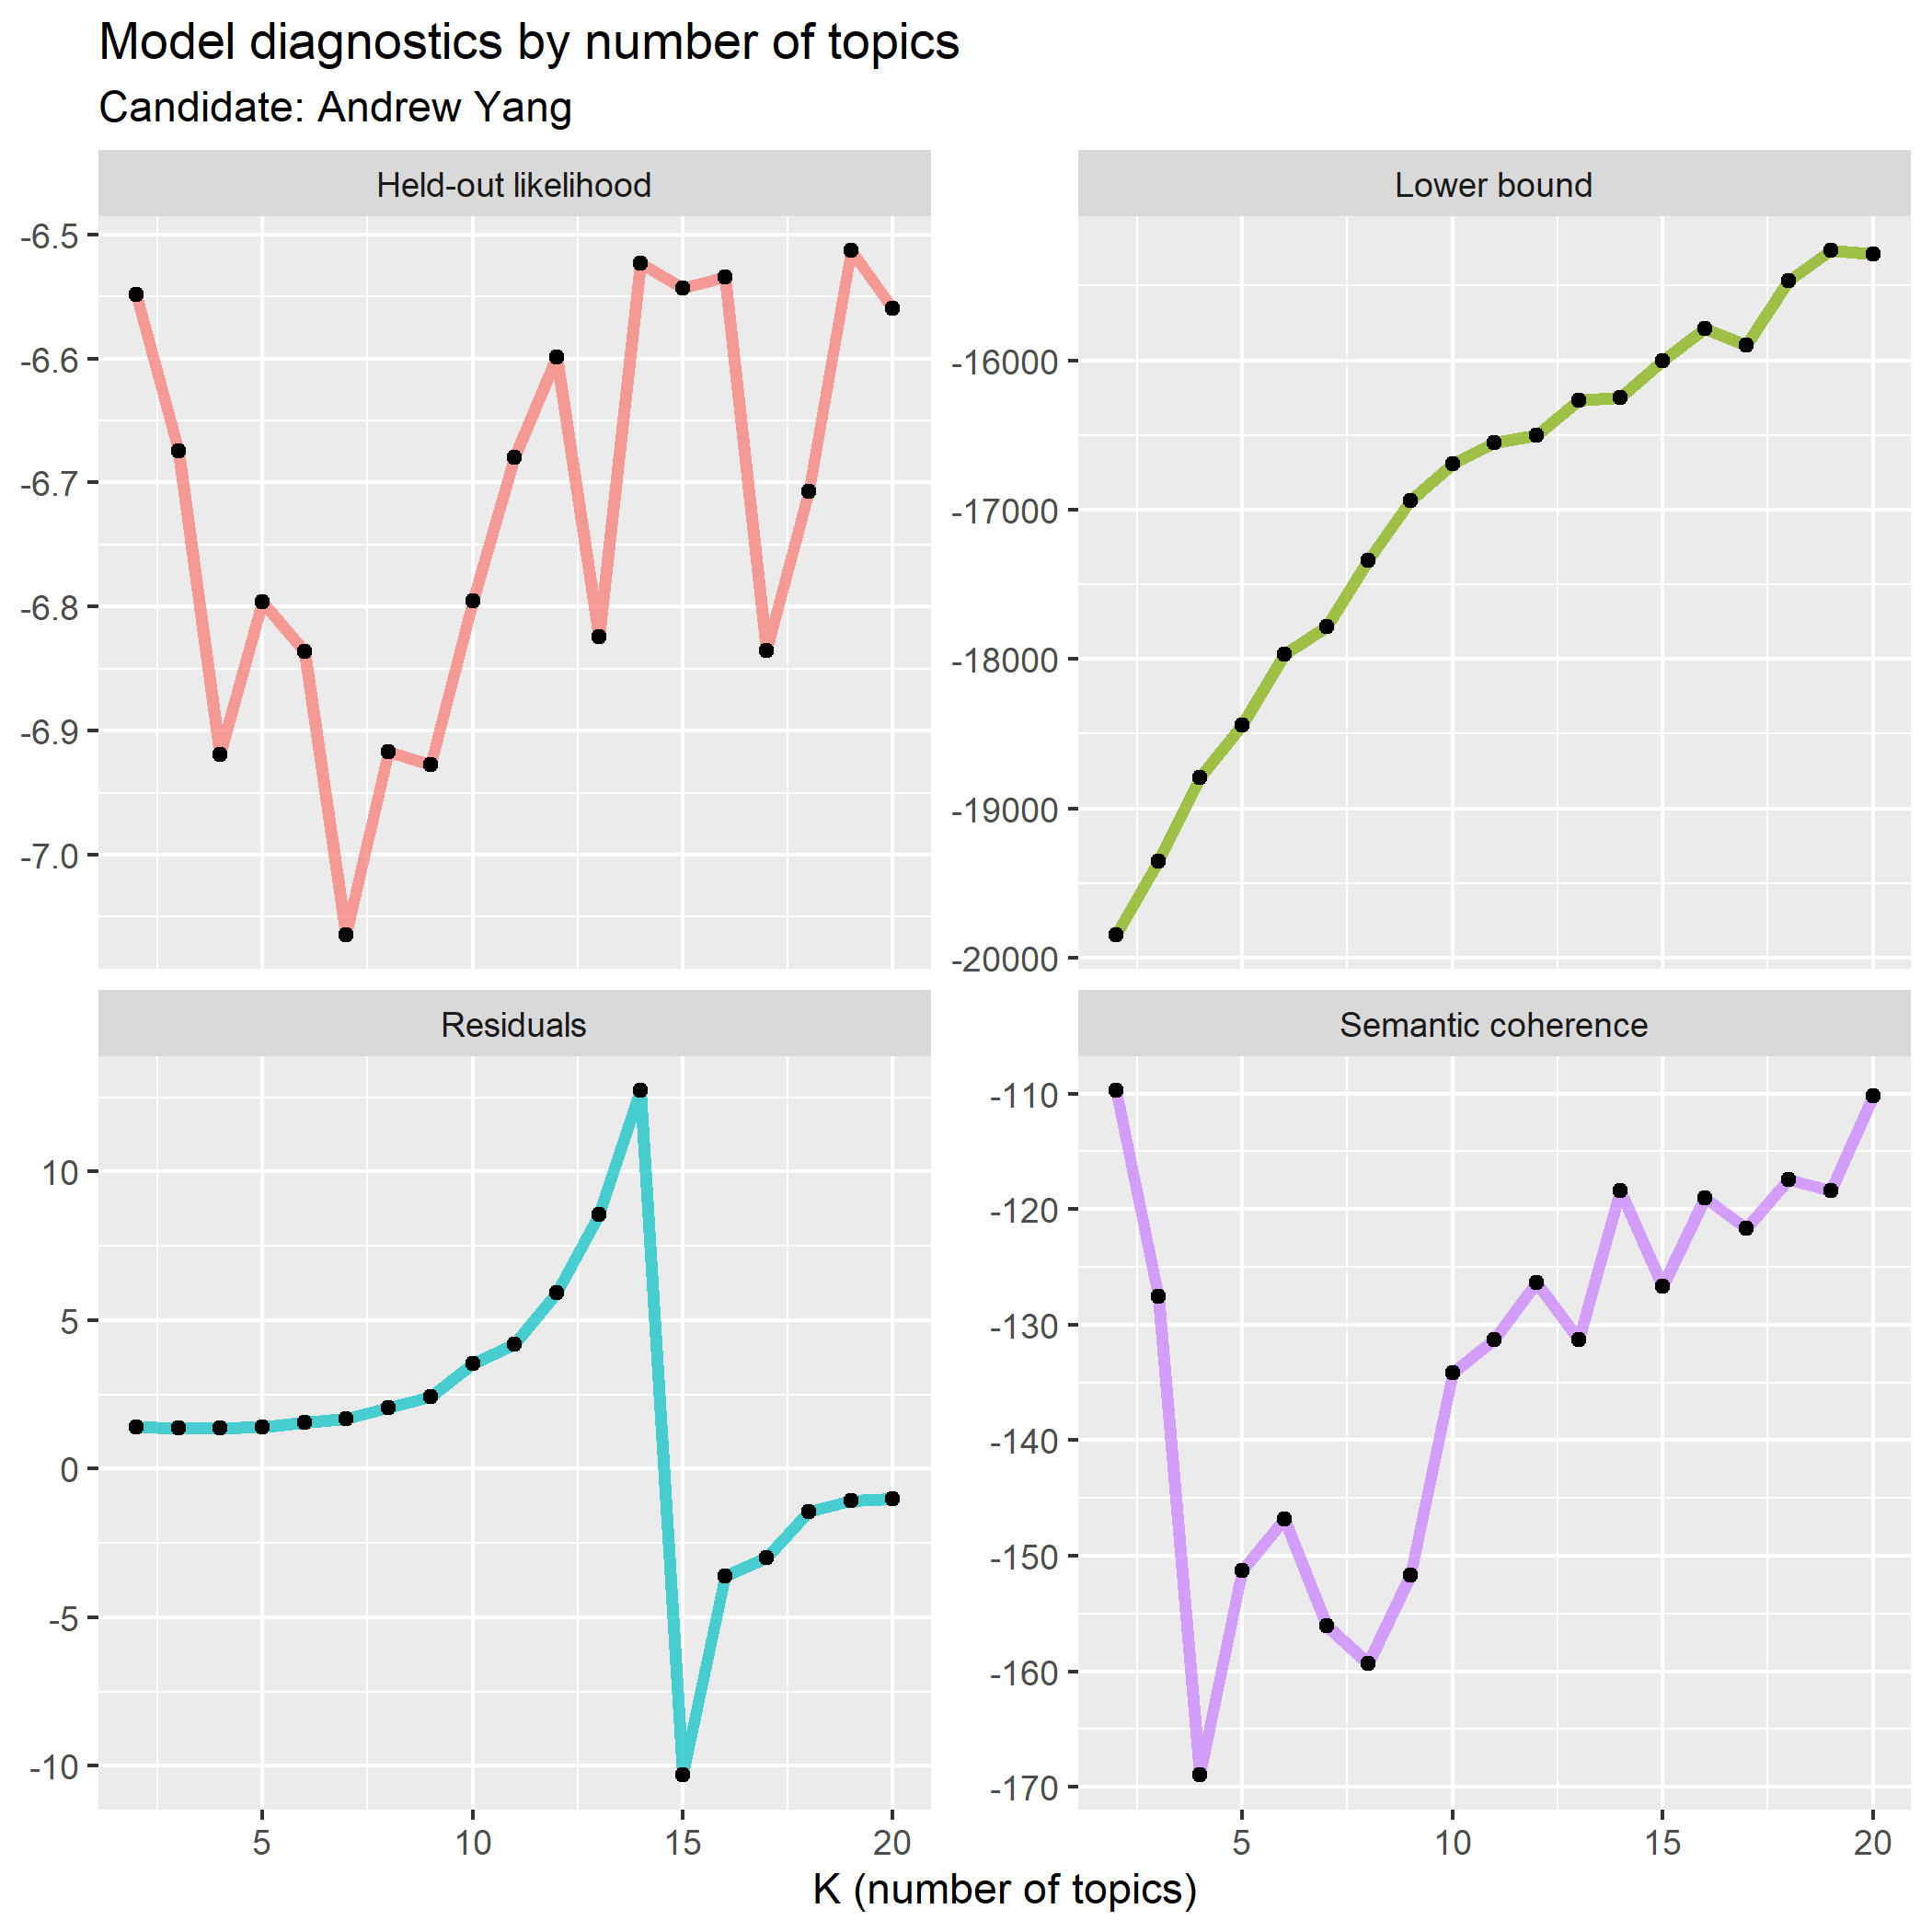 Model diagnostics by number of topics
Candidate: Andrew Yang
Held-out likelihood
-6.5
-6.6
-6.7
-6.8
-6.9
-7.0
Lower bound
-16000
-17000
-18000
-19000
-20000
Residuals
10
5
0
-5
-10
5 10 15 20
Semantic coherence
-110
-120
-130
-140
-150
-160
-170
5 10 15 20
K (number of topics)